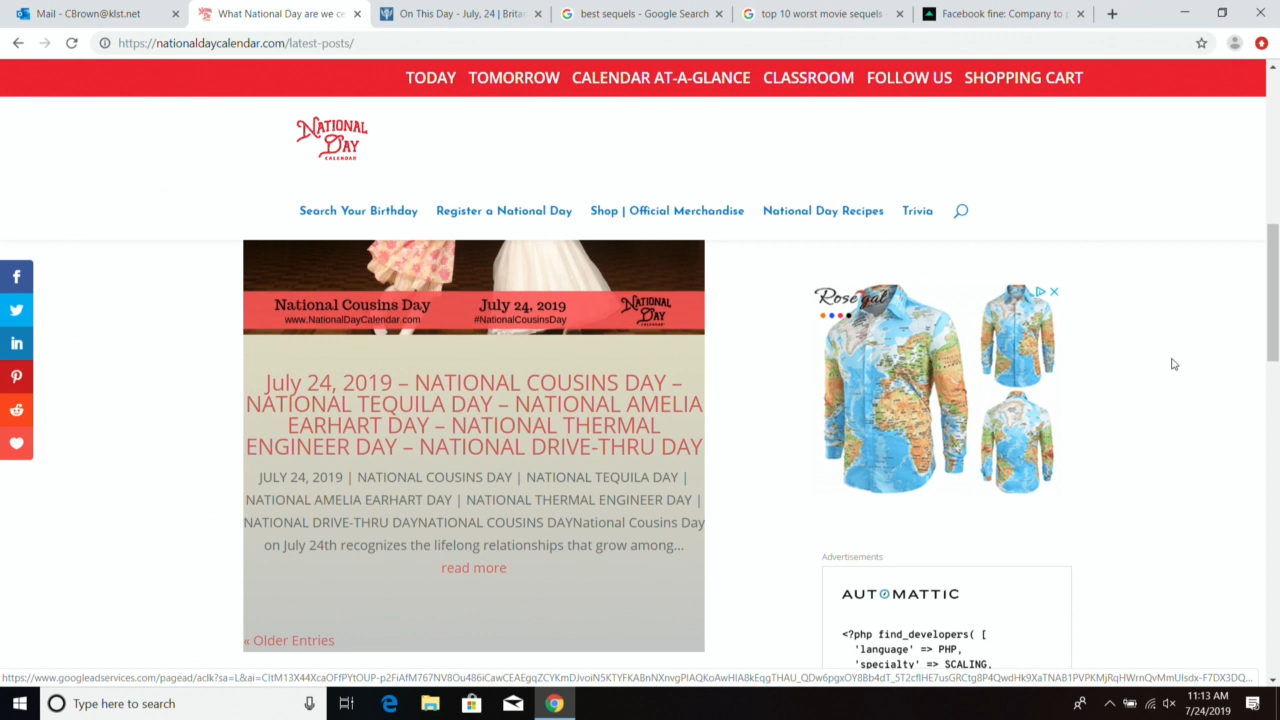 Mail - CBrown@klst.net
What National Day are we ce
On This Day - July, 24 | Britan
best sequels - Google Search
top 10 worst movie sequels
Facebook fine: Company to p
https://nationaldaycalendar.com/latest-posts/
TODAY TOMORROW CALENDAR AT-A-GLANCE CLASSROOM FOLLOW US SHOPPING CART
NATIONAL
DAY
CALENDAR
Search Your Birthday Register a National Day Shop | Official Merchandise National Day Recipes Trivia
National Cousins Day July 24, 2019 NATIONAL DAY CALENDAR
www.NationalDayCalendar.com #NationalCousinsDay
July 24, 2019 – NATIONAL COUSINS DAY –
NATIONAL TEQUILA DAY – NATIONAL AMELIA
EARHART DAY – NATIONAL THERMAL
ENGINEER DAY – NATIONAL DRIVE-THRU DAY
JULY 24, 2019 | NATIONAL COUSINS DAY | NATIONAL TEQUILA DAY |
NATIONAL AMELIA EARHART DAY | NATIONAL THERMAL ENGINEER DAY |
NATIONAL DRIVE-THRU DAYNATIONAL COUSINS DAYNational Cousins Day
on July 24th recognizes the lifelong relationships that grow among...
read more
« Older Entries
Rosegal
Advertisements
AUTOMATTIC
<?php find_developers( [
'language' => PHP,
'specialty' => SCALING,
Type here to search
11:13 AM
7/24/2019